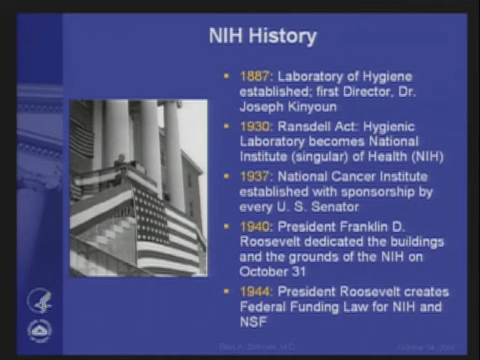 NIH History
1887: Laboratory of Hygiene
established; first Director, Dr.
Joseph Kinyoun
1930: Ransdell Act: Hygienic
Laboratory becomes National
Institute (singular) of Health (NIH)
1937: National Cancer Institute
established with sponsorship by
every U. S. Senator
1940: President Franklin D.
Roosevelt dedicated the buildings
and the grounds of the NIH on
October 31
1944: President Roosevelt creates
Federal Funding Law for NIH and
NSF